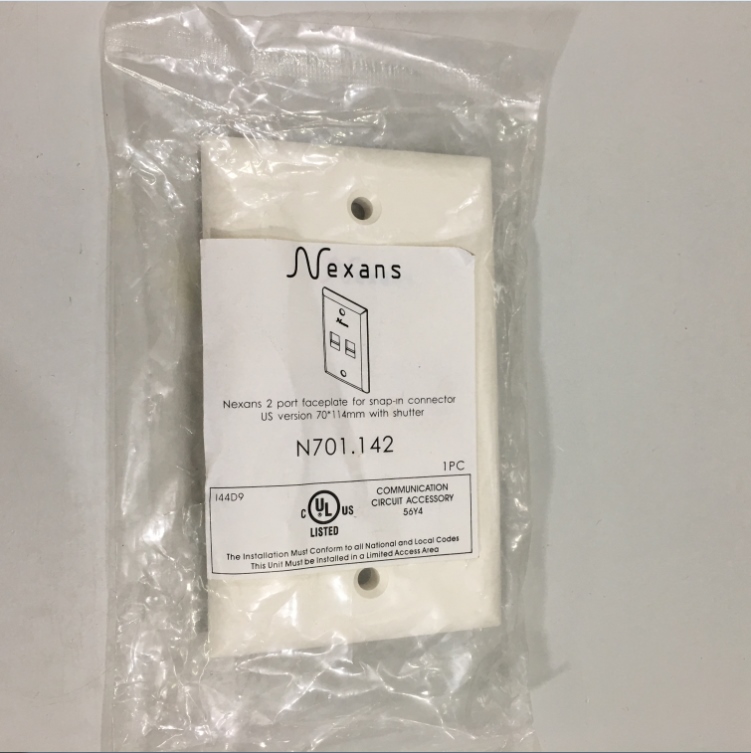 Nexans
Nexans 2 port faceplate for snap-in connector
US version 70*114mm with shutter
N701.142
1PC
I44D9
C UL US
LISTED
COMMUNICATION
CIRCUIT ACCESSORY
56Y4
The Installation Must Conform to all National and Local Codes
This Unit Must be Installed in a Limited Access Area